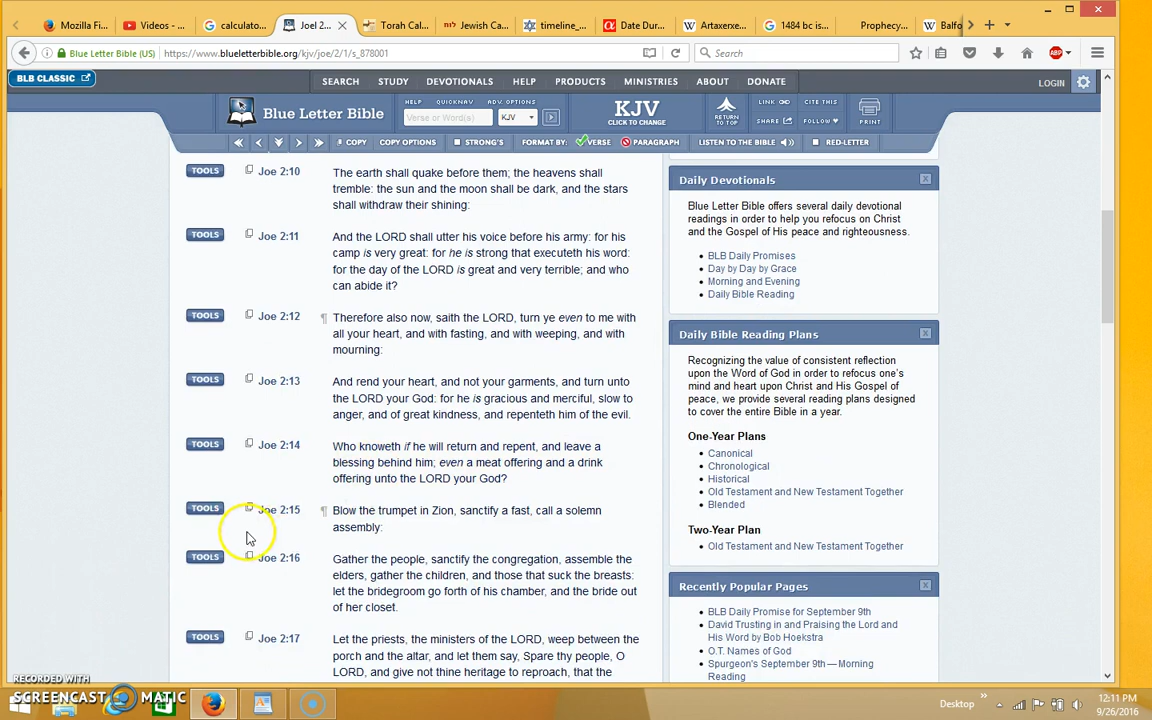 Mozilla Fi...
Videos - ...
calculato...
Joel 2...
Torah Cal...
Jewish Ca...
timeline_...
Date Dur...
Artaxerxe...
1484 bc is...
Prophecy...
Balfo
Blue Letter Bible (US)
https://www.blueletterbible.org/kjv/joe/2/1/s_878001
Search
ABP
BLB CLASSIC
SEARCH STUDY DEVOTIONALS HELP PRODUCTS MINISTRIES ABOUT DONATE
LOGIN
Blue Letter Bible
HELP QUICKNAV ADV. OPTIONS
Verse or Word(s) KJV
KJV
CLICK TO CHANGE
RETURN
TO TOP
LINK CITE THIS
SHARE FOLLOW
PRINT
COPY COPY OPTIONS STRONG'S FORMAT BY: VERSE PARAGRAPH LISTEN TO THE BIBLE RED-LETTER
TOOLS Joe 2:10 The earth shall quake before them; the heavens shall
tremble: the sun and the moon shall be dark, and the stars
shall withdraw their shining:
TOOLS Joe 2:11 And the LORD shall utter his voice before his army: for his
camp is very great: for he is strong that executeth his word:
for the day of the LORD is great and very terrible; and who
can abide it?
TOOLS Joe 2:12 ¶ Therefore also now, saith the LORD, turn ye even to me with
all your heart, and with fasting, and with weeping, and with
mourning:
TOOLS Joe 2:13 And rend your heart, and not your garments, and turn unto
the LORD your God: for he is gracious and merciful, slow to
anger, and of great kindness, and repenteth him of the evil.
TOOLS Joe 2:14 Who knoweth if he will return and repent, and leave a
blessing behind him; even a meat offering and a drink
offering unto the LORD your God?
TOOLS Joe 2:15 ¶ Blow the trumpet in Zion, sanctify a fast, call a solemn
assembly:
TOOLS Joe 2:16 Gather the people, sanctify the congregation, assemble the
elders, gather the children, and those that suck the breasts:
let the bridegroom go forth of his chamber, and the bride out
of her closet.
TOOLS Joe 2:17 Let the priests, the ministers of the LORD, weep between the
porch and the altar, and let them say, Spare thy people, O
LORD, and give not thine heritage to reproach, that the
Daily Devotionals
Blue Letter Bible offers several daily devotional
readings in order to help you refocus on Christ
and the Gospel of His peace and righteousness.
• BLB Daily Promises
• Day by Day by Grace
• Morning and Evening
• Daily Bible Reading
Daily Bible Reading Plans
Recognizing the value of consistent reflection
upon the Word of God in order to refocus one's
mind and heart upon Christ and His Gospel of
peace, we provide several reading plans designed
to cover the entire Bible in a year.
One-Year Plans
• Canonical
• Chronological
• Historical
• Old Testament and New Testament Together
• Blended
Two-Year Plan
• Old Testament and New Testament Together
Recently Popular Pages
• BLB Daily Promise for September 9th
• David Trusting in and Praising the Lord and
His Word by Bob Hoekstra
• O.T. Names of God
• Spurgeon's September 9th — Morning
Reading
RECORDED WITH
SCREENCAST MATIC
Desktop
12:11 PM
9/26/2016